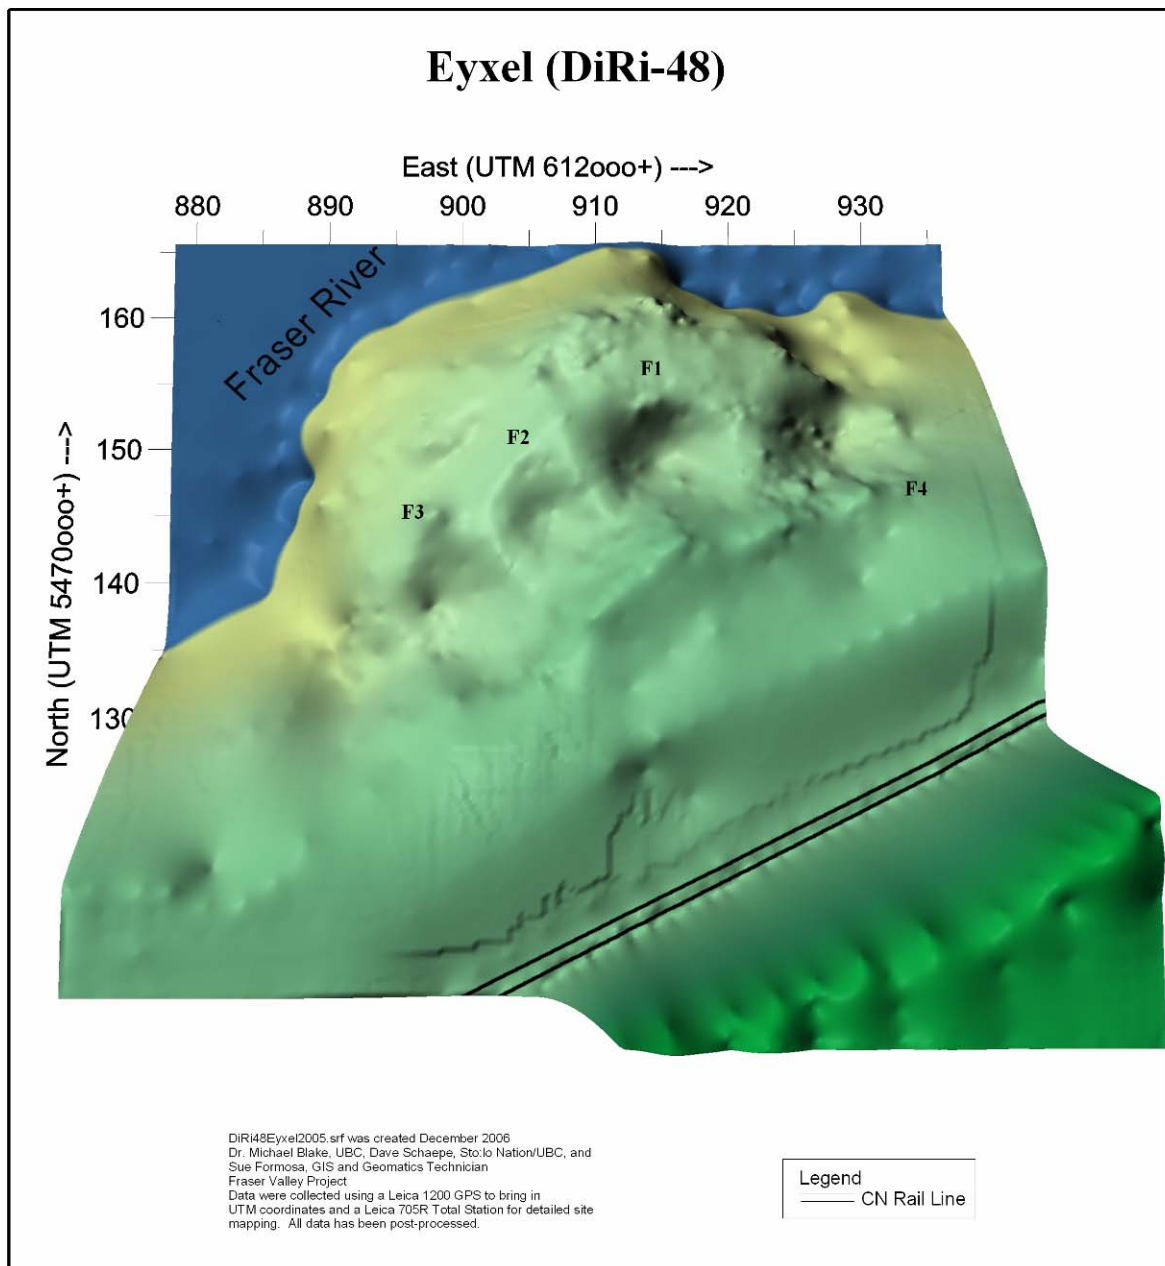 Eyxel (DiRi-48)
East (UTM 612ooo+) --->
880 890 900 910 920 930
Fraser River
160
150
140
130
North (UTM 5470ooo+) --->
F1
F2
F3
F4
DiRi48Eyxel2005.srf was created December 2006
Dr. Michael Blake, UBC, Dave Schaepe, Sto:lo Nation/UBC, and
Sue Formosa, GIS and Geomatics Technician
Fraser Valley Project
Data were collected using a Leica 1200 GPS to bring in
UTM coordinates and a Leica 705R Total Station for detailed site
mapping. All data has been post-processed.
Legend
CN Rail Line